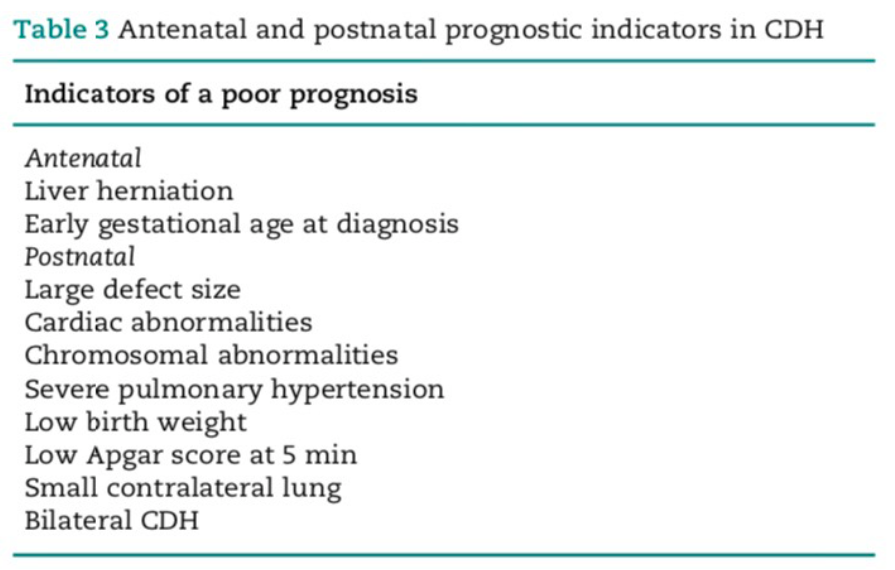 Table 3 Antenatal and postnatal prognostic indicators in CDH
Indicators of a poor prognosis
Antenatal
Liver herniation
Early gestational age at diagnosis
Postnatal
Large defect size
Cardiac abnormalities
Chromosomal abnormalities
Severe pulmonary hypertension
Low birth weight
Low Apgar score at 5 min
Small contralateral lung
Bilateral CDH